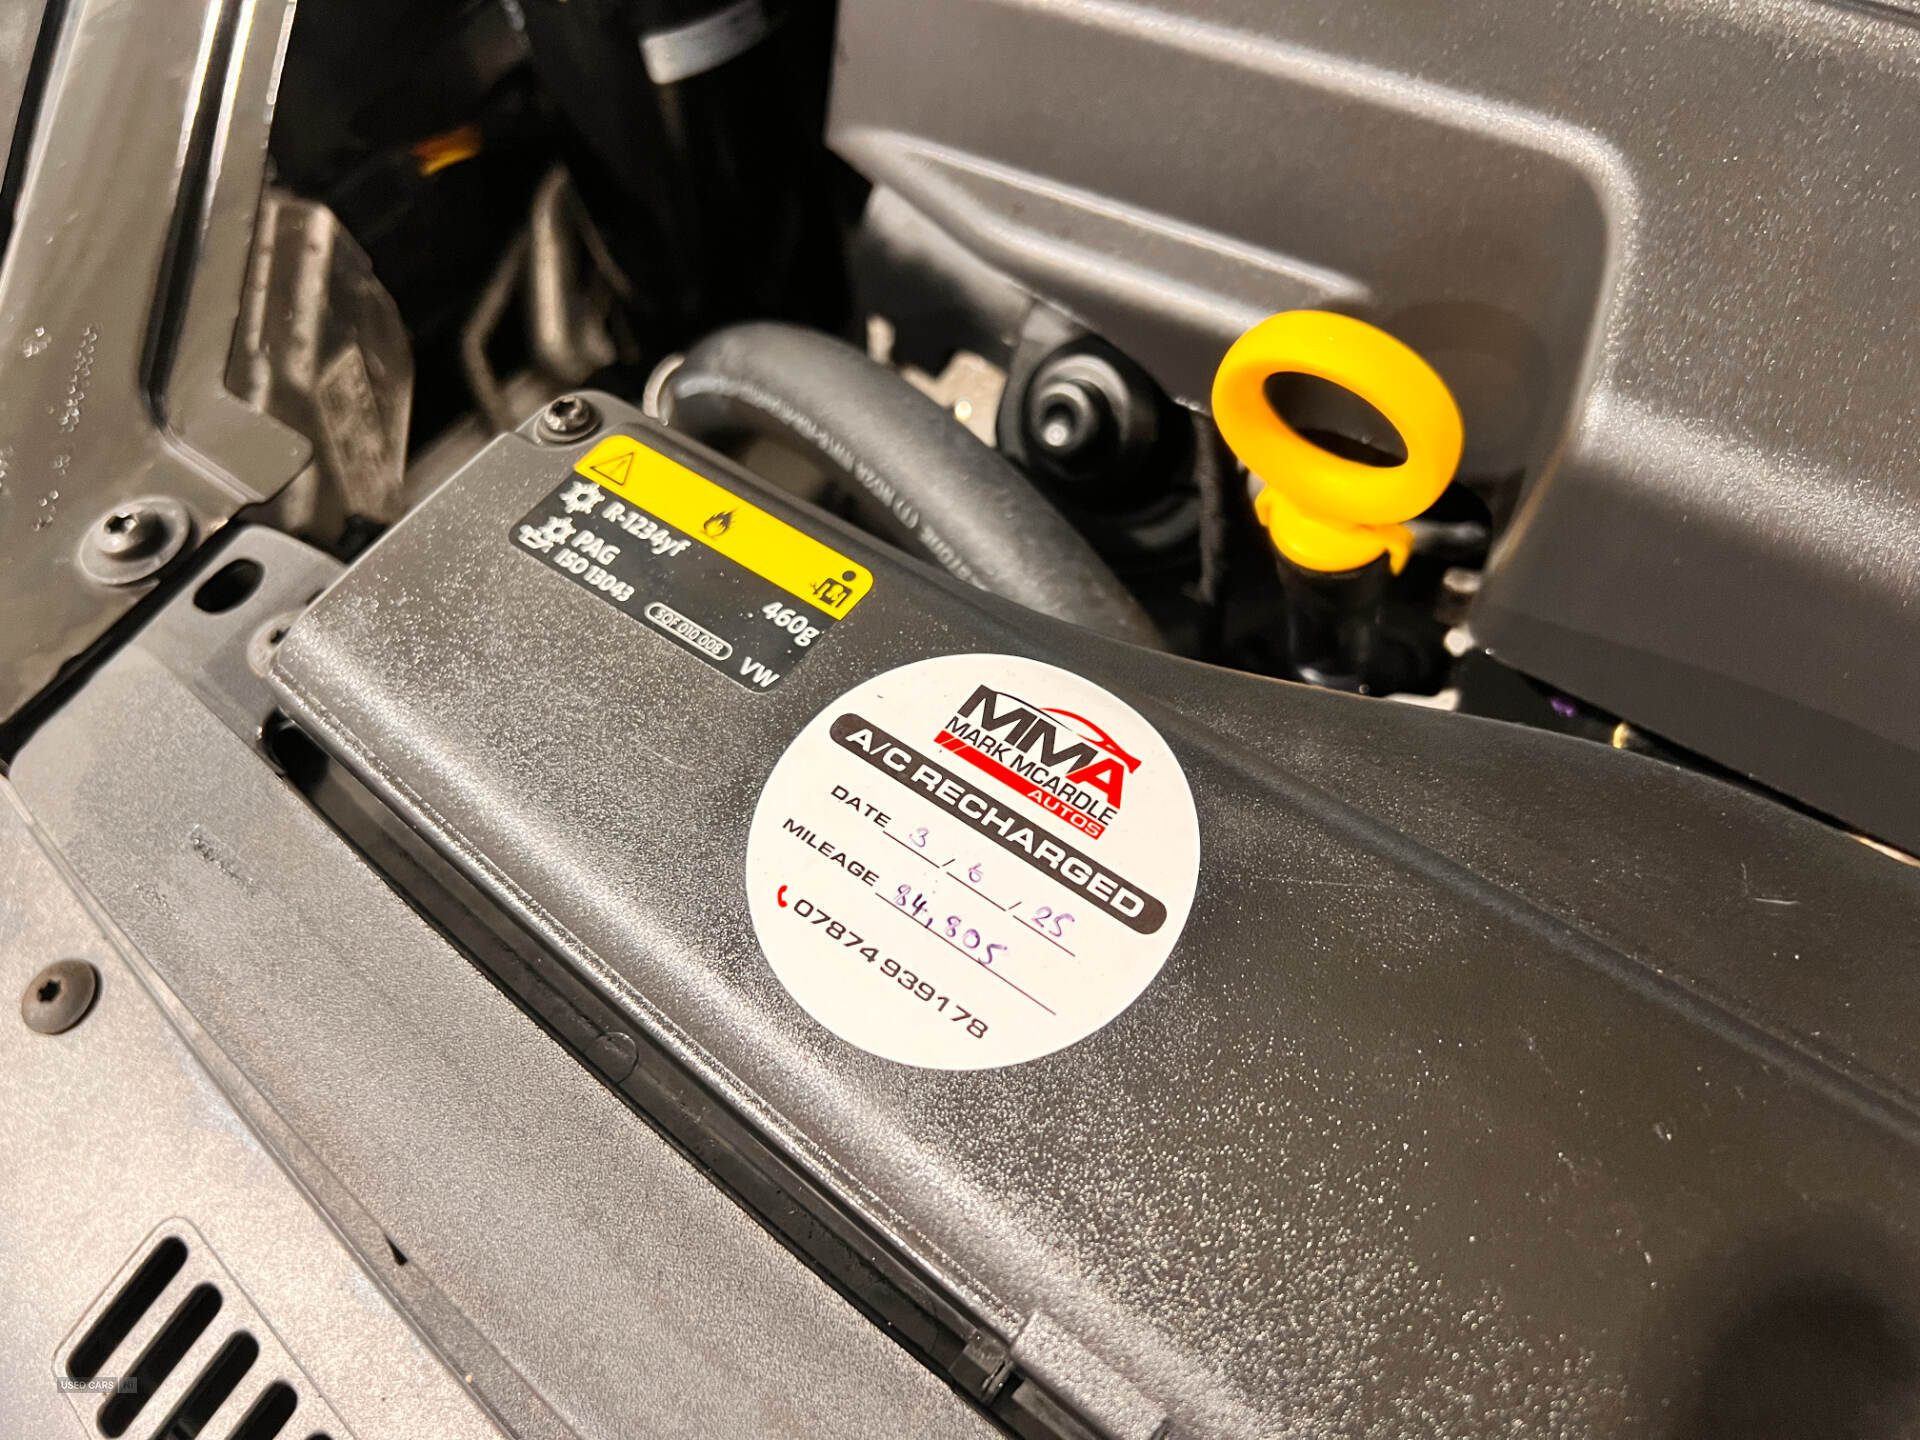 R-1234yf
PAG
ISO 13043
460g
5QF 010 008
VW
MMA
MARK MCARDLE
AUTOS
A/C RECHARGED
DATE 3 / 6 / 25
MILEAGE 84,805
07874 939178
USED CARS NI